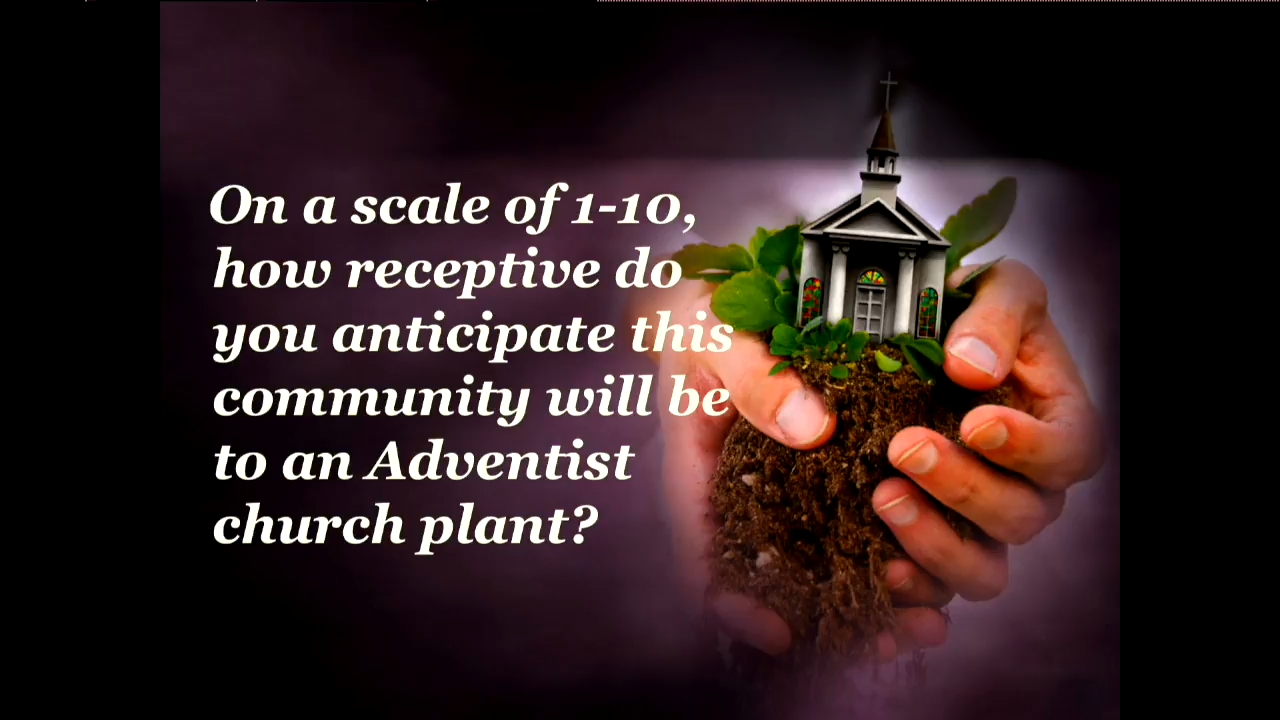 On a scale of 1-10,
how receptive do
you anticipate this
community will be
to an Adventist
church plant?